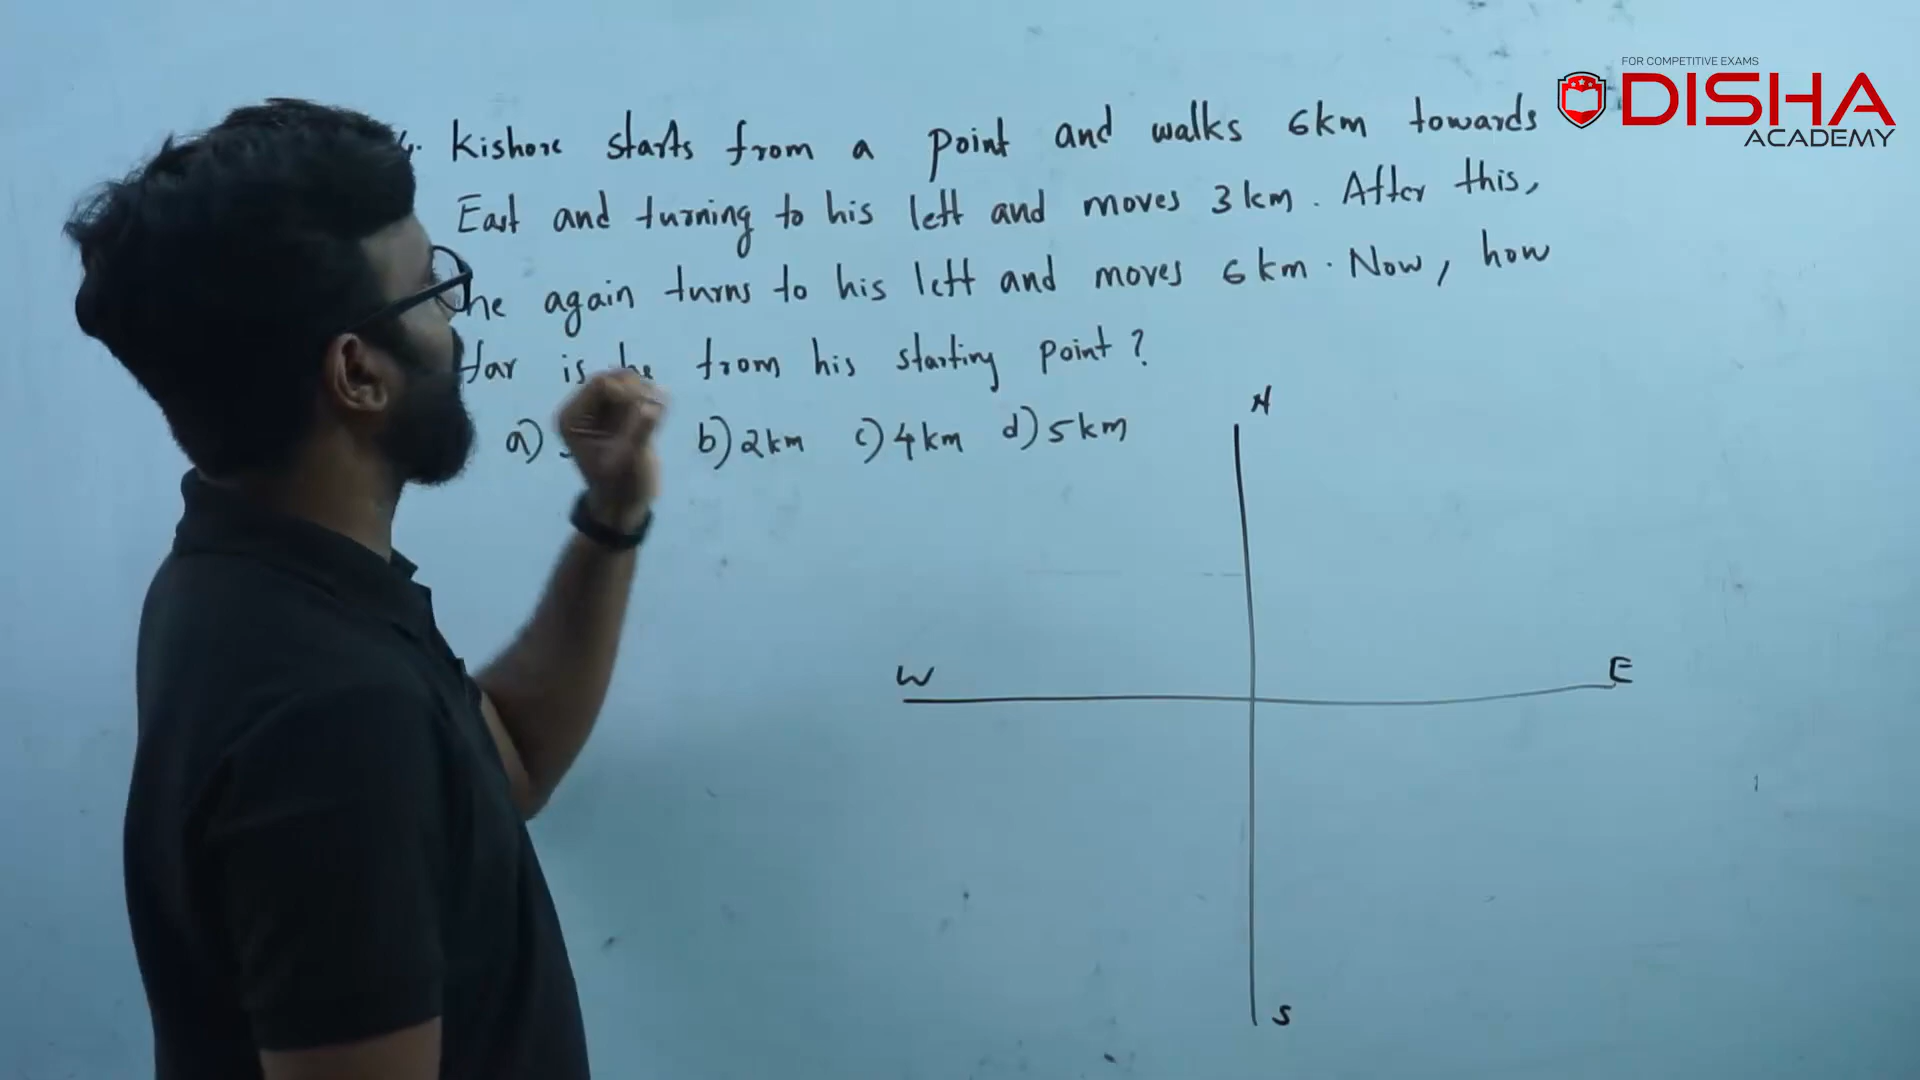 FOR COMPETITIVE EXAMS
DISHA
ACADEMY
4. Kishore starts from a point and walks 6km towards
East and turning to his left and moves 3km. After this,
he again turns to his left and moves 6km. Now, how
far is he from his starting point?
a) b) 2km c) 4km d) 5km
N
W E
S